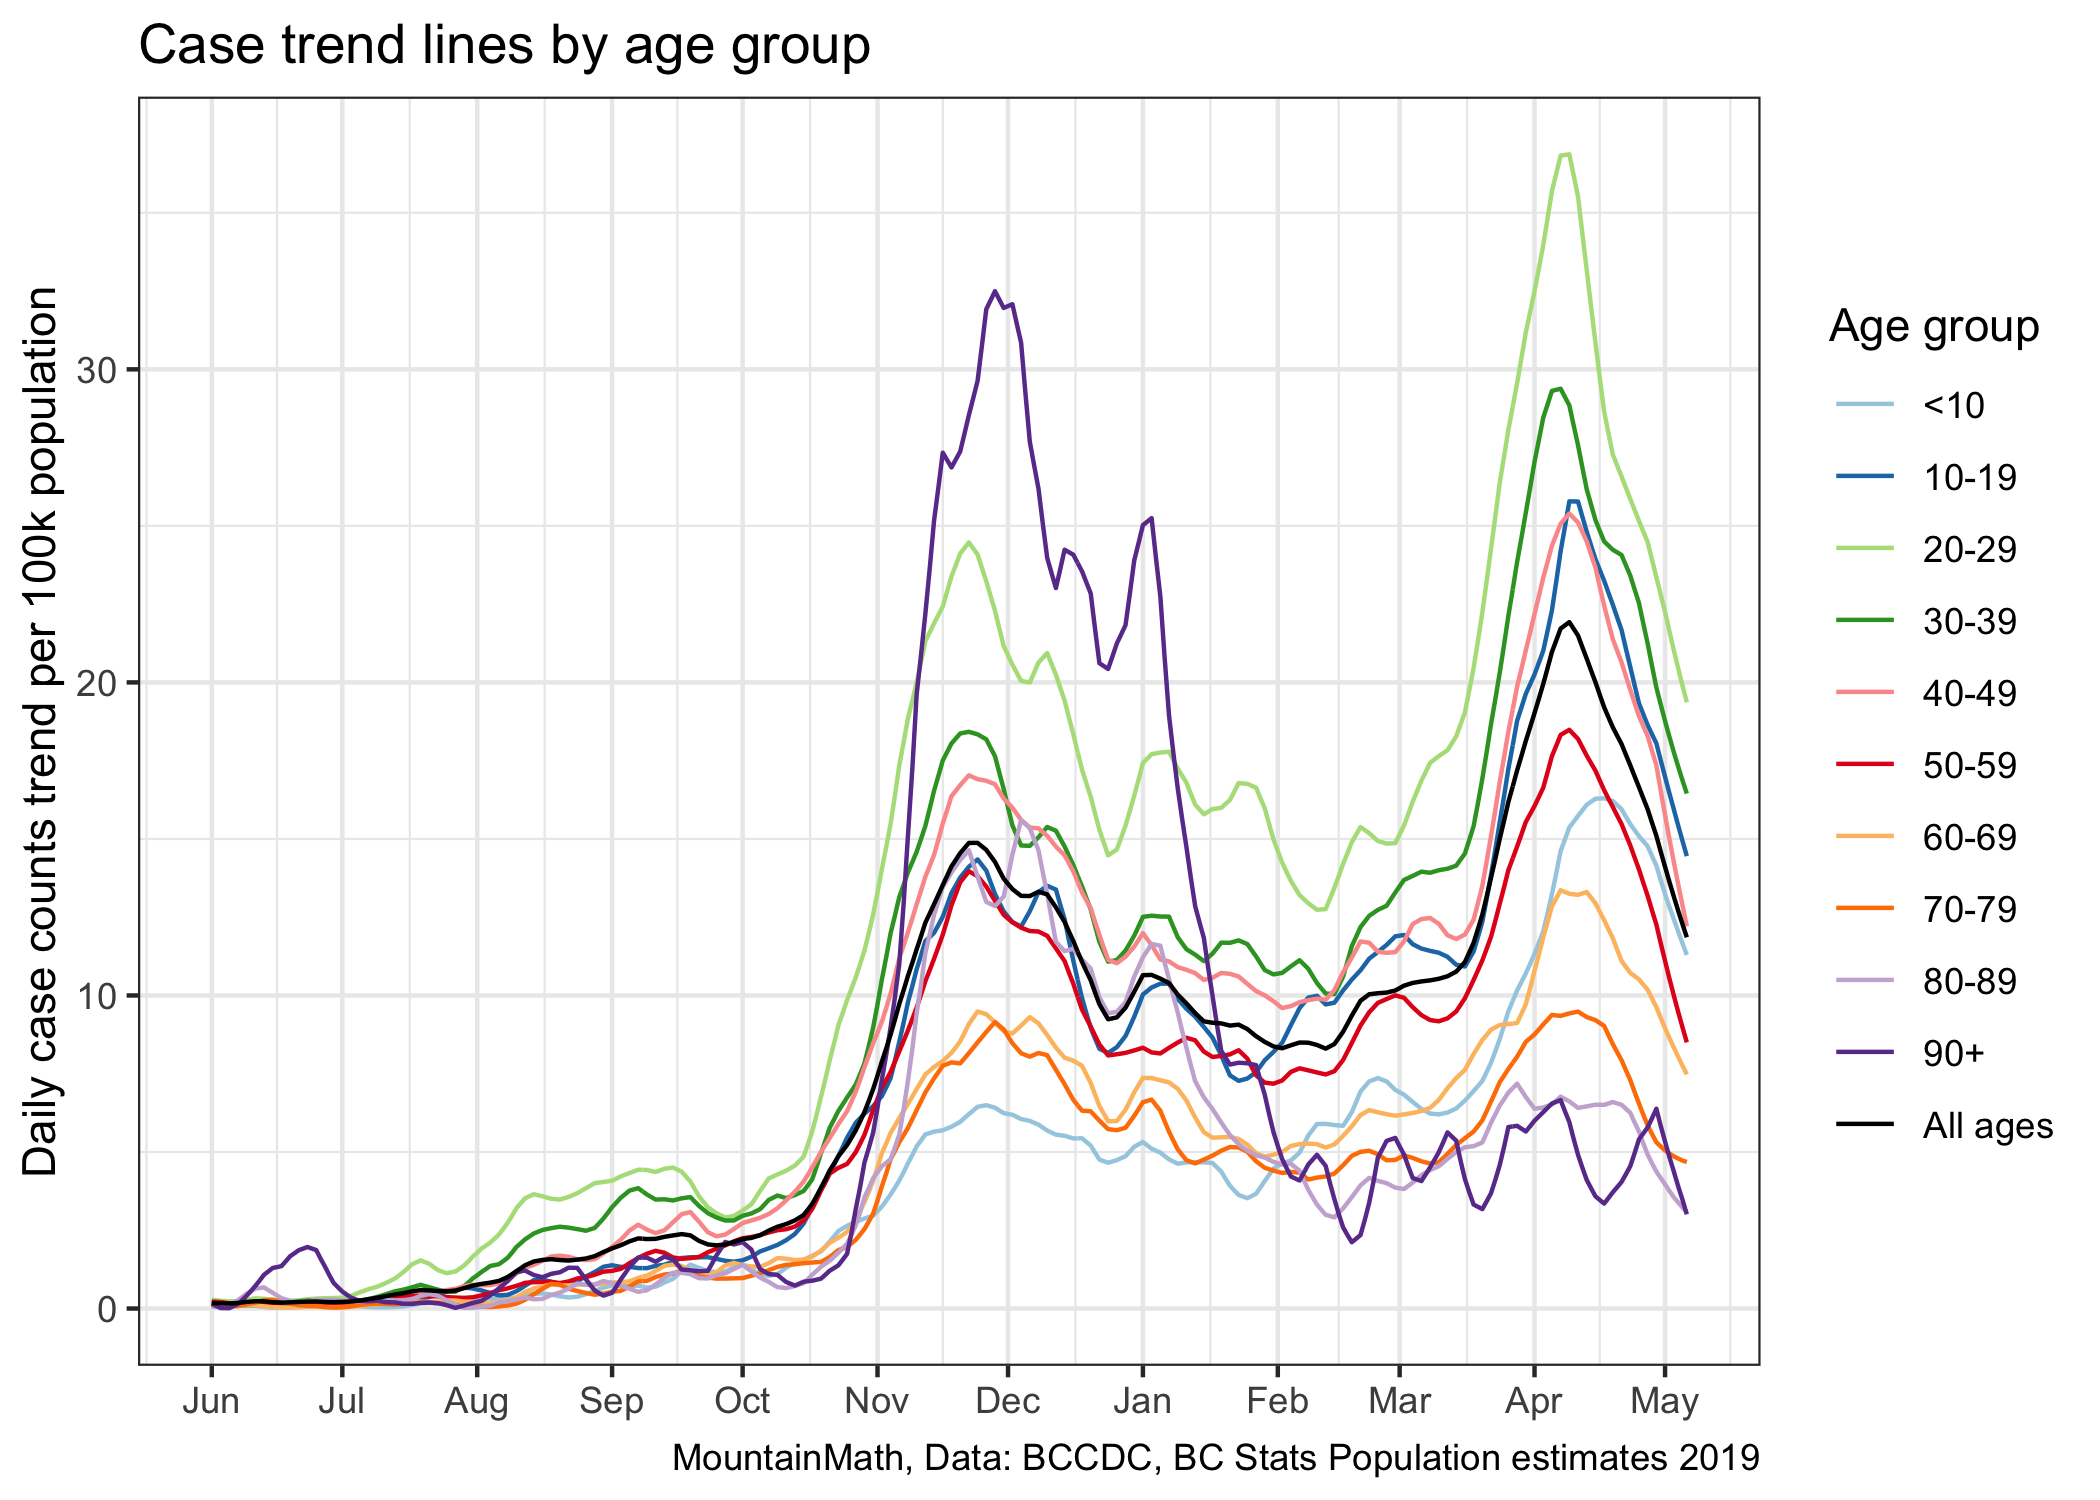 Case trend lines by age group
Daily case counts trend per 100k population
30
20
10
0
Jun Jul Aug Sep Oct Nov Dec Jan Feb Mar Apr May
Age group
<10
10-19
20-29
30-39
40-49
50-59
60-69
70-79
80-89
90+
All ages
MountainMath, Data: BCCDC, BC Stats Population estimates 2019